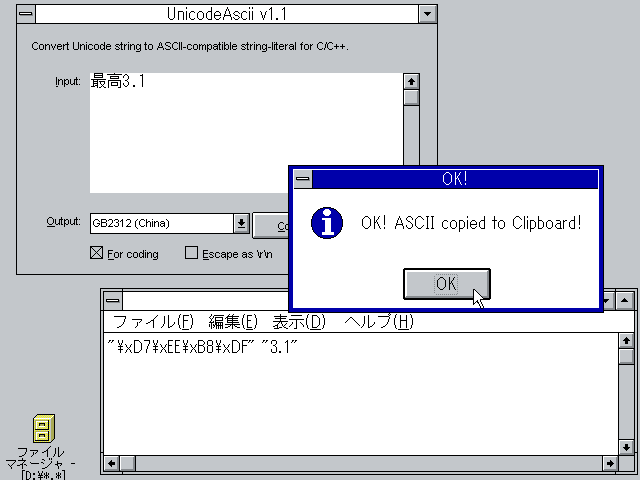 UnicodeAscii v1.1
Convert Unicode string to ASCII-compatible string-literal for C/C++.
Input:
最高3.1
OK!
OK! ASCII copied to Clipboard!
OK
Output:
GB2312 (China)
Co
For coding
Escape as \r\n
ファイル(F) 編集(E) 表示(D) ヘルプ(H)
"¥xD7¥xEE¥xB8¥xDF" "3.1"
ファイル
マネージャ -
[D:¥*.*]